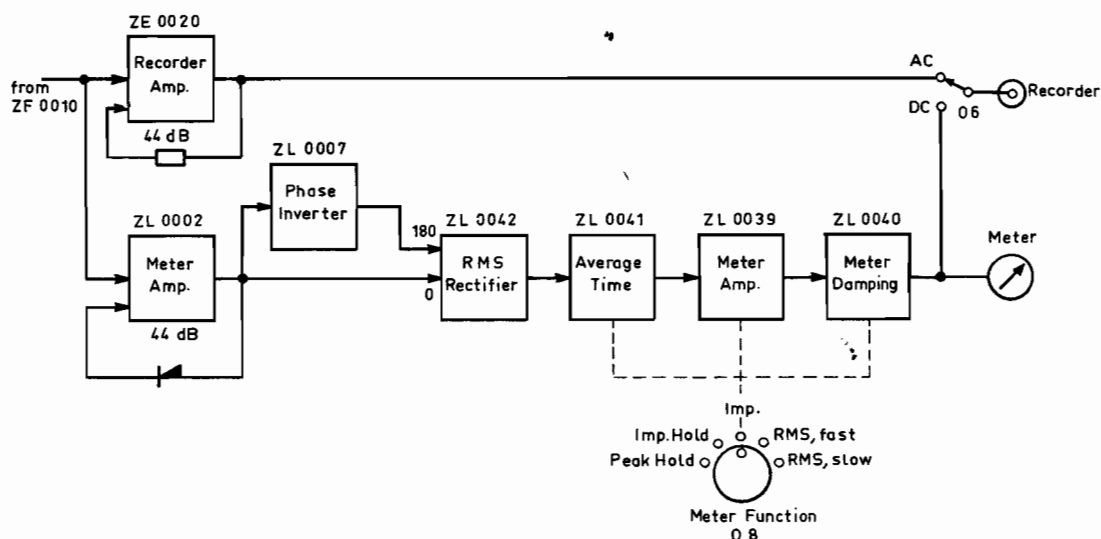 ZE 0020
Recorder
Amp.
from
ZF 0010
44 dB
AC
DC
06
Recorder
ZL 0007
Phase
Inverter
ZL 0002
Meter
Amp.
44 dB
180
0
ZL 0042
RMS
Rectifier
ZL 0041
Average
Time
ZL 0039
Meter
Amp.
ZL 0040
Meter
Damping
Meter
Imp.
Imp. Hold
RMS, fast
Peak Hold
RMS, slow
Meter Function
08